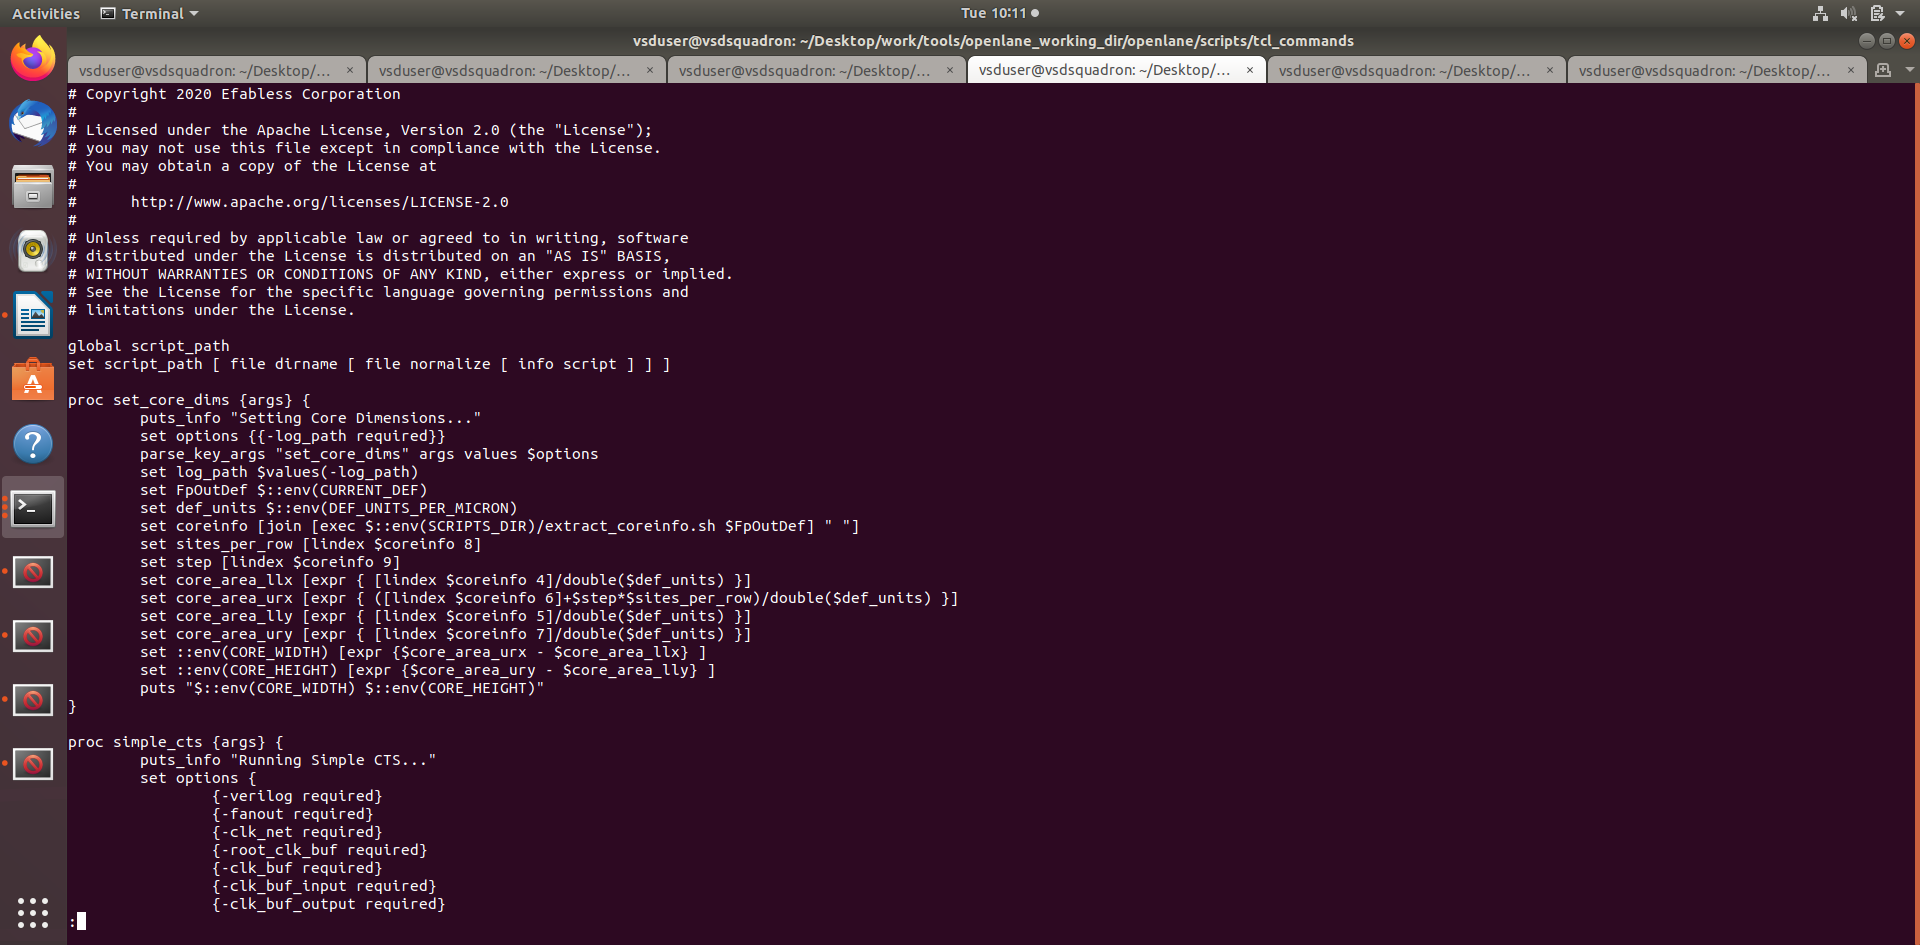 Activities Terminal Tue 10:11
vsduser@vsdsquadron: ~/Desktop/work/tools/openlane_working_dir/openlane/scripts/tcl_commands
vsduser@vsdsquadron: ~/Desktop/... × vsduser@vsdsquadron: ~/Desktop/... × vsduser@vsdsquadron: ~/Desktop/... × vsduser@vsdsquadron: ~/Desktop/... × vsduser@vsdsquadron: ~/Desktop/... × vsduser@vsdsquadron: ~/Desktop/... ×
# Copyright 2020 Efabless Corporation
#
# Licensed under the Apache License, Version 2.0 (the "License");
# you may not use this file except in compliance with the License.
# You may obtain a copy of the License at
#
#      http://www.apache.org/licenses/LICENSE-2.0
#
# Unless required by applicable law or agreed to in writing, software
# distributed under the License is distributed on an "AS IS" BASIS,
# WITHOUT WARRANTIES OR CONDITIONS OF ANY KIND, either express or implied.
# See the License for the specific language governing permissions and
# limitations under the License.
global script_path
set script_path [ file dirname [ file normalize [ info script ] ] ]
proc set_core_dims {args} {
        puts_info "Setting Core Dimensions..."
        set options {{-log_path required}}
        parse_key_args "set_core_dims" args values $options
        set log_path $values(-log_path)
        set FpOutDef $::env(CURRENT_DEF)
        set def_units $::env(DEF_UNITS_PER_MICRON)
        set coreinfo [join [exec $::env(SCRIPTS_DIR)/extract_coreinfo.sh $FpOutDef] " "]
        set sites_per_row [lindex $coreinfo 8]
        set step [lindex $coreinfo 9]
        set core_area_llx [expr { [lindex $coreinfo 4]/double($def_units) }]
        set core_area_urx [expr { ([lindex $coreinfo 6]+$step*$sites_per_row)/double($def_units) }]
        set core_area_lly [expr { [lindex $coreinfo 5]/double($def_units) }]
        set core_area_ury [expr { [lindex $coreinfo 7]/double($def_units) }]
        set ::env(CORE_WIDTH) [expr {$core_area_urx - $core_area_llx} ]
        set ::env(CORE_HEIGHT) [expr {$core_area_ury - $core_area_lly} ]
        puts "$::env(CORE_WIDTH) $::env(CORE_HEIGHT)"
}
proc simple_cts {args} {
        puts_info "Running Simple CTS..."
        set options {
                {-verilog required}
                {-fanout required}
                {-clk_net required}
                {-root_clk_buf required}
                {-clk_buf required}
                {-clk_buf_input required}
                {-clk_buf_output required}
: